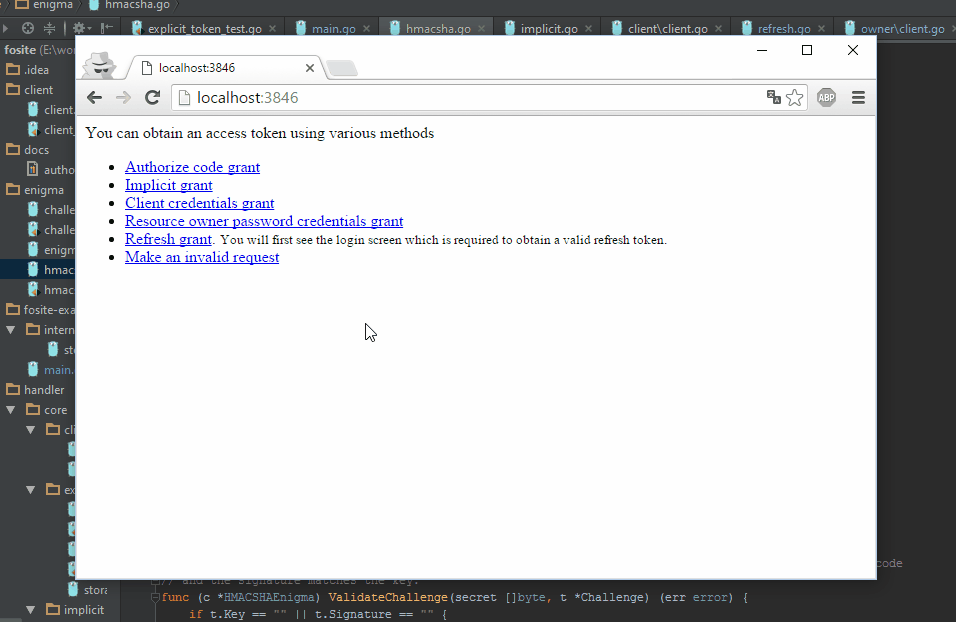 enigma hmacsha.go
explicit_token_test.go main.go hmacsha.go implicit.go client\client.go refresh.go owner\client.go
fosite (E:\wo
.idea
client
client.
client_
docs
autho
enigma
challe
challe
enigm
hmac
hmac
fosite-exa
intern
sto
main.
handler
core
cli
ex
stora
implicit
localhost:3846
localhost:3846
ABP
You can obtain an access token using various methods
Authorize code grant
Implicit grant
Client credentials grant
Resource owner password credentials grant
Refresh grant. You will first see the login screen which is required to obtain a valid refresh token.
Make an invalid request
code
// and the signature matches the key.
func (c *HMACSHAEnigma) ValidateChallenge(secret []byte, t *Challenge) (err error) {
if t.Key == "" || t.Signature == "" {